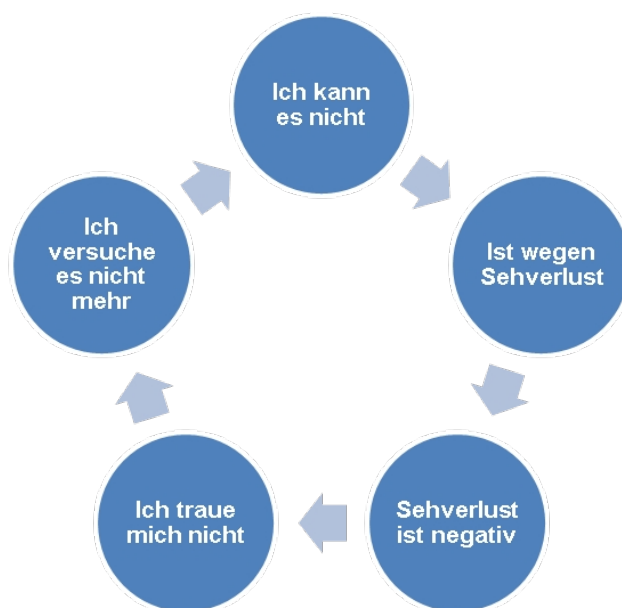 Ich kann
es nicht
Ist wegen
Sehverlust
Sehverlust
ist negativ
Ich traue
mich nicht
Ich
versuche
es nicht
mehr